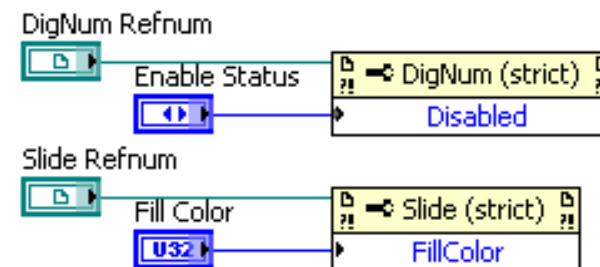 DigNum Refnum
Enable Status
DigNum (strict)
Disabled
Slide Refnum
Fill Color
Slide (strict)
U32
FillColor